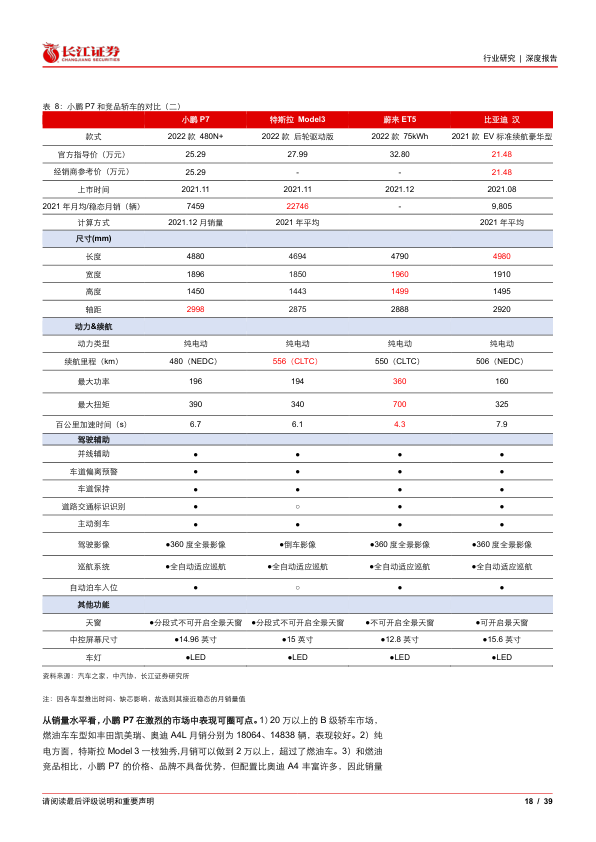 长江证券
CHANGJIANG SECURITIES
行业研究 | 深度报告
表 8：小鹏 P7 和竞品轿车的对比（二）
小鹏 P7 特斯拉 Model3 蔚来 ET5 比亚迪 汉
款式 2022 款 480N+ 2022 款 后轮驱动版 2022 款 75kWh 2021 款 EV 标准续航豪华型
官方指导价（万元） 25.29 27.99 32.80 21.48
经销商参考价（万元） 25.29 - - 21.48
上市时间 2021.11 2021.11 2021.12 2021.08
2021 年月均/稳态月销（辆） 7459 22746 - 9,805
计算方式 2021.12 月销量 2021 年平均 2021 年平均
尺寸(mm)
长度 4880 4694 4790 4980
宽度 1896 1850 1960 1910
高度 1450 1443 1499 1495
轴距 2998 2875 2888 2920
动力&续航
动力类型 纯电动 纯电动 纯电动 纯电动
续航里程（km） 480（NEDC） 556（CLTC） 550（CLTC） 506（NEDC）
最大功率 196 194 360 160
最大扭矩 390 340 700 325
百公里加速时间（s） 6.7 6.1 4.3 7.9
驾驶辅助
并线辅助 ● ● ● ●
车道偏离预警 ● ● ● ●
车道保持 ● ● ● ●
道路交通标识识别 ● ○ ● ●
主动刹车 ● ● ● ●
驾驶影像 ●360 度全景影像 ●倒车影像 ●360 度全景影像 ●360 度全景影像
巡航系统 ●全自动适应巡航 ●全自动适应巡航 ●全自动适应巡航 ●全自动适应巡航
自动泊车入位 ● ○ ● ●
其他功能
天窗 ●分段式不可开启全景天窗 ●分段式不可开启全景天窗 ●不可开启全景天窗 ●可开启全景天窗
中控屏幕尺寸 ●14.96 英寸 ●15 英寸 ●12.8 英寸 ●15.6 英寸
车灯 ●LED ●LED ●LED ●LED
资料来源：汽车之家，中汽协，长江证券研究所
注：因各车型推出时间、缺芯影响，故选则其接近稳态的月销量值
从销量水平看，小鹏 P7 在激烈的市场中表现可圈可点。1）20 万以上的 B 级轿车市场，
燃油车车型如丰田凯美瑞、奥迪 A4L 月销分别为 18064、14838 辆，表现较好。2）纯
电方面，特斯拉 Model 3 一枝独秀,月销可以做到 2 万以上，超过了燃油车。3）和燃油
竞品相比，小鹏 P7 的价格、品牌不具备优势，但配置比奥迪 A4 丰富许多，因此销量
请阅读最后评级说明和重要声明
18 / 39